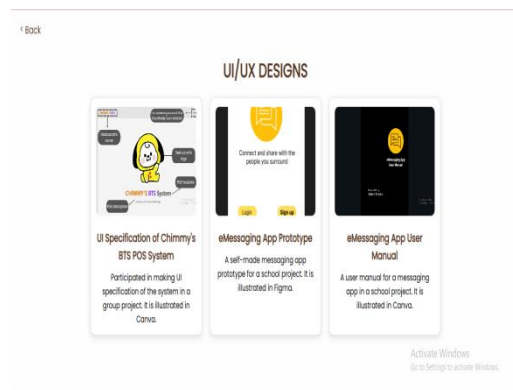 < Back
UI/UX DESIGNS
CHIMMY'S BTS System
UI Specification of Chimmy's
BTS POS System
Participated in making UI
specification of the system in a
group project. It is illustrated in
Canva.
Connect and share with the
people you surround
Login
Sign up
eMessaging App Prototype
A self-made messaging app
prototype for a school project. It is
illustrated in Figma.
eMessaging App
User Manual
eMessaging App User
Manual
A user manual for a messaging
app in a school project. It is
illustrated in Canva.
Activate Windows
Go to Settings to activate Windows.